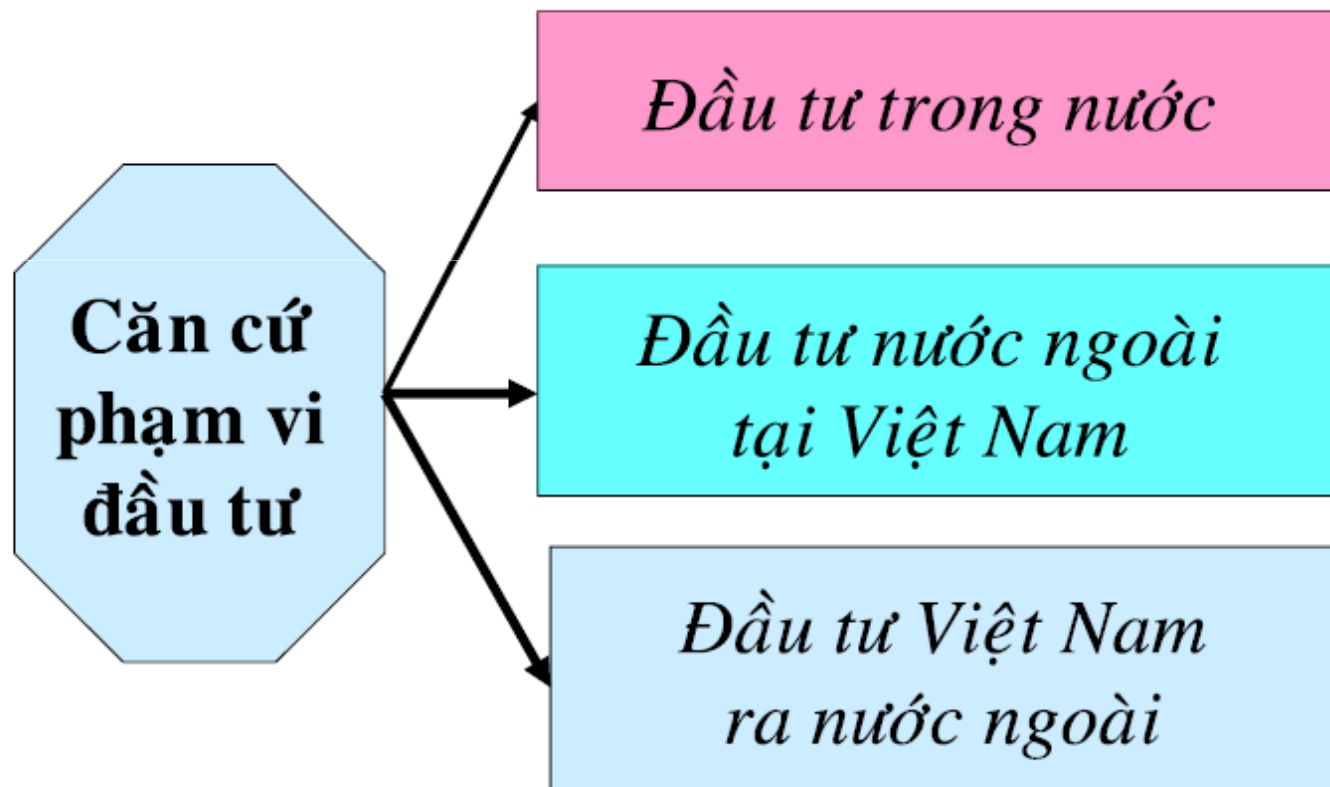 Căn cứ
phạm vi
đầu tư
Đầu tư trong nước
Đầu tư nước ngoài
tại Việt Nam
Đầu tư Việt Nam
ra nước ngoài